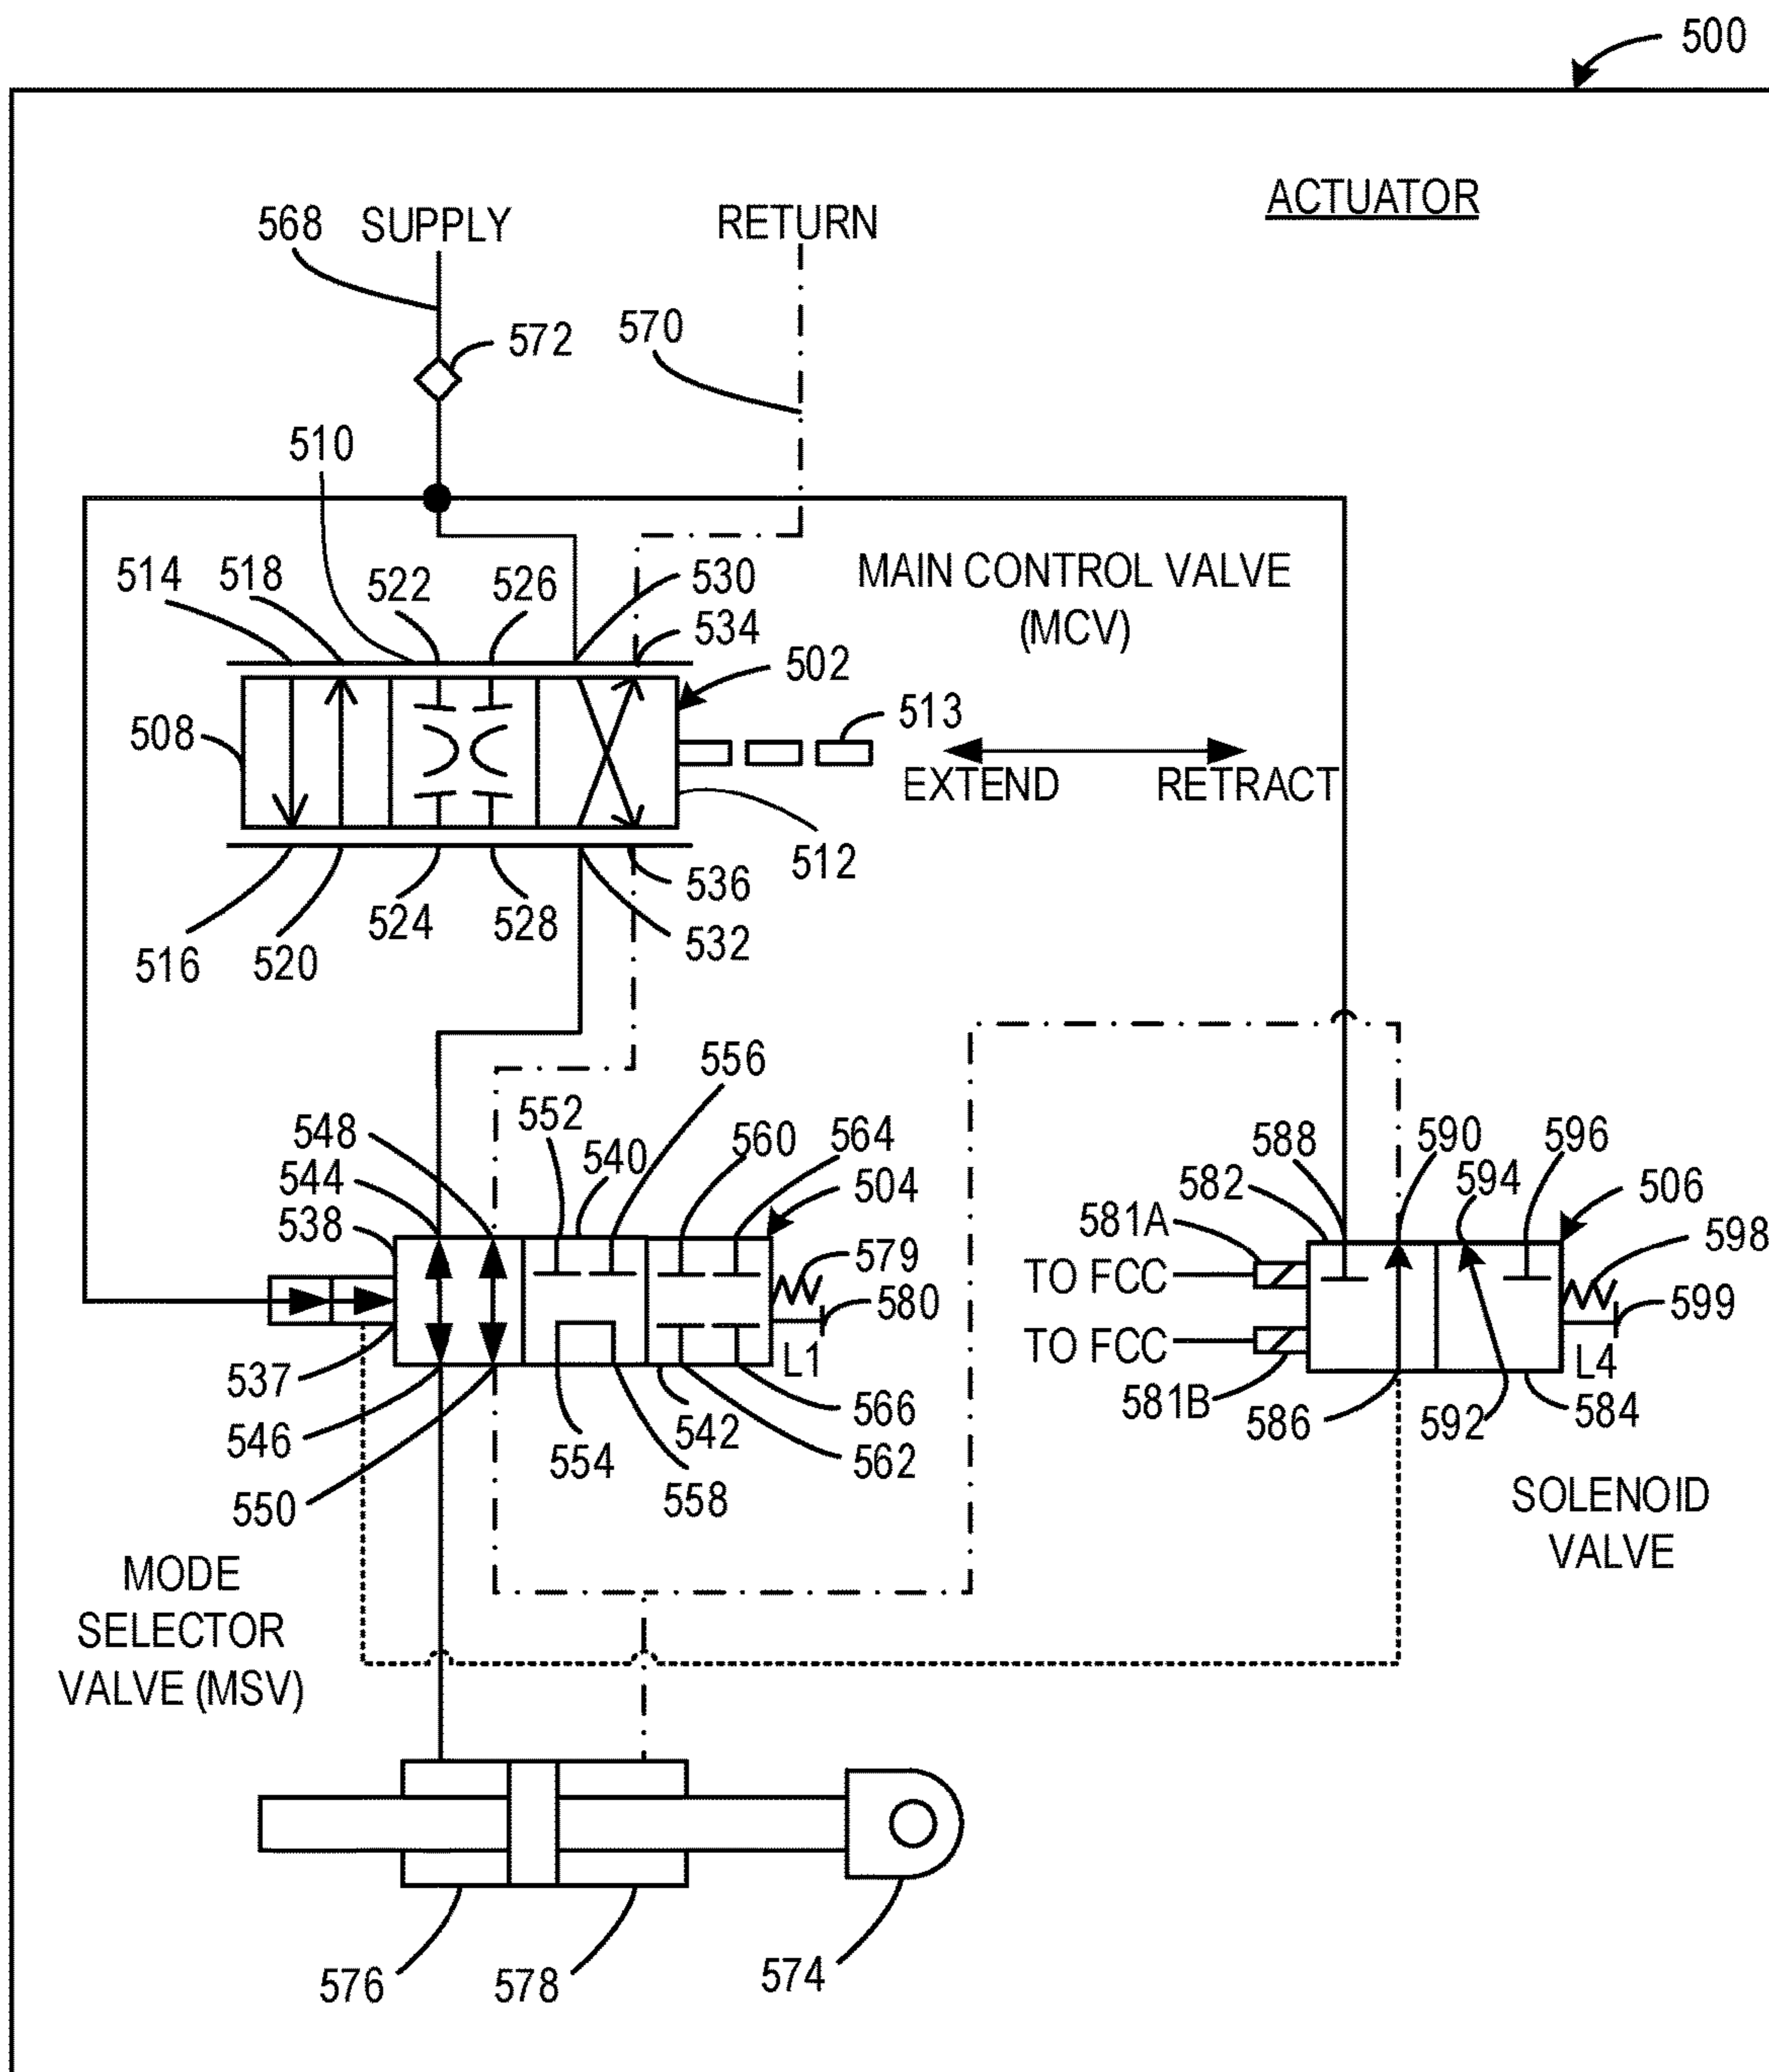 500
ACTUATOR
568 SUPPLY RETURN
572 570
510
514 518 522 526 530
MAIN CONTROL VALVE
(MCV)
534
502
508 513
EXTEND RETRACT
512
516 520 524 528 536
532
556
552
548 540 560 564
544 504
538 579
580
L1
537
546 554 542 566
550 558 562
588 590 596
582 594 506
581A 598
TO FCC
599
TO FCC
L4
581B 586 592 584
SOLENOID
VALVE
MODE
SELECTOR
VALVE (MSV)
576 578 574